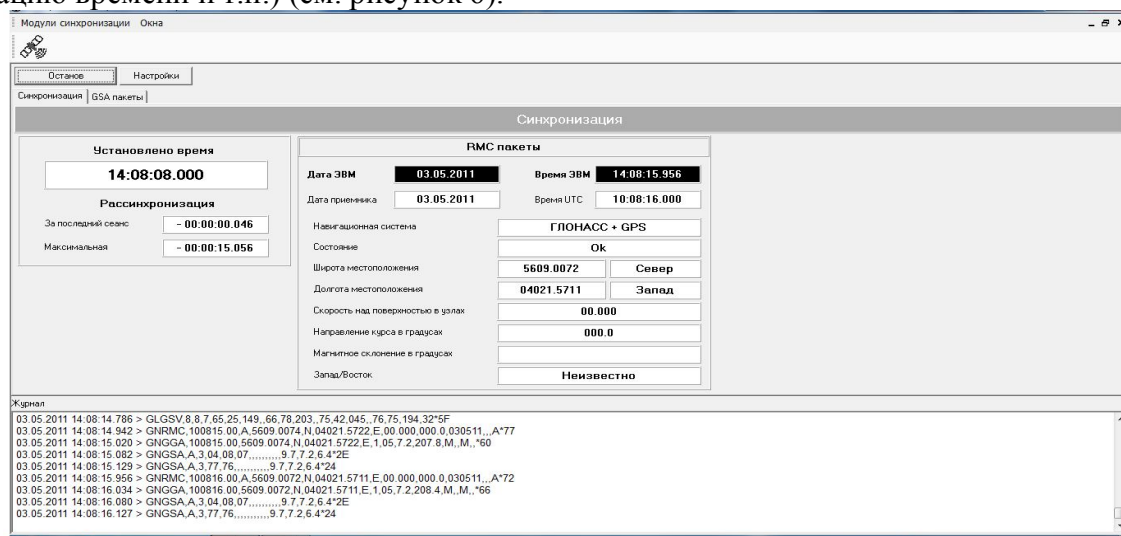 ацию времени и т.п.) (см. рисунок 6).
Модули синхронизации Окна
Останов Настройки
Синхронизация GSA пакеты
Синхронизация
Установлено время
14:08:08.000
Рассинхронизация
За последний сеанс - 00:00:00.046
Максимальная - 00:00:15.056
RMC пакеты
Дата ЭВМ 03.05.2011 Время ЭВМ 14:08:15.956
Дата приемника 03.05.2011 Время UTC 10:08:16.000
Навигационная система ГЛОНАСС + GPS
Состояние Ok
Широта местоположения 5609.0072 Север
Долгота местоположения 04021.5711 Запад
Скорость над поверхностью в узлах 00.000
Направление курса в градусах 000.0
Магнитное склонение в градусах
Запад/Восток Неизвестно
Журнал
03.05.2011 14:08:14.786 > GLGSV,8,8,7,65,25,149,,66,78,203,,75,42,045,,76,75,194,32*5F
03.05.2011 14:08:14.942 > GNRMC,100815.00,A,5609.0074,N,04021.5722,E,00.000,000.0,030511,,,A*77
03.05.2011 14:08:15.020 > GNGGA,100815.00,5609.0074,N,04021.5722,E,1,05,7.2,207.8,M,,M,,*60
03.05.2011 14:08:15.082 > GNGSA,A,3,04,08,07,,,,,,,,,,9.7,7.2,6.4*2E
03.05.2011 14:08:15.129 > GNGSA,A,3,77,76,,,,,,,,,,,9.7,7.2,6.4*24
03.05.2011 14:08:15.956 > GNRMC,100816.00,A,5609.0072,N,04021.5711,E,00.000,000.0,030511,,,A*72
03.05.2011 14:08:16.034 > GNGGA,100816.00,5609.0072,N,04021.5711,E,1,05,7.2,208.4,M,,M,,*66
03.05.2011 14:08:16.080 > GNGSA,A,3,04,08,07,,,,,,,,,,9.7,7.2,6.4*2E
03.05.2011 14:08:16.127 > GNGSA,A,3,77,76,,,,,,,,,,,9.7,7.2,6.4*24